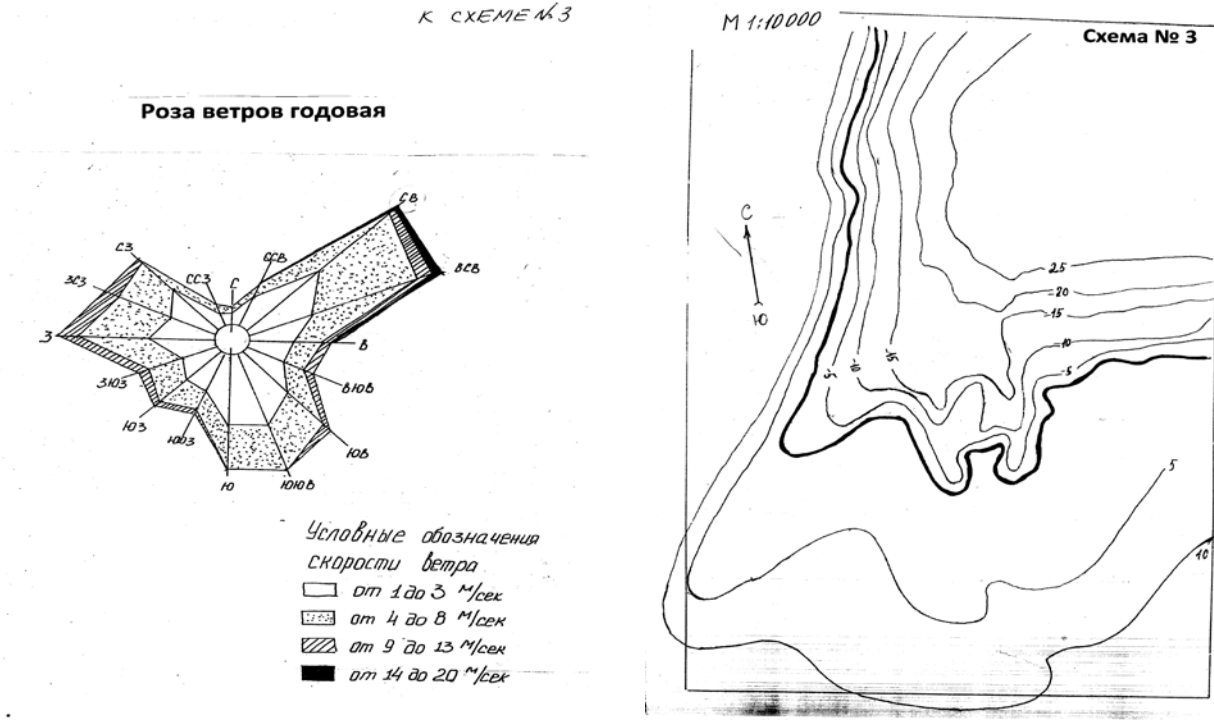 К СХЕМЕ № 3
Роза ветров годовая
СВ
СЗ
ССВ
ВСВ
ЗСЗ
ССЗ
С
З
В
ЗЮЗ
ВЮВ
ЮЗ
ЮЮЗ
ЮВ
Ю
ЮЮВ
Условные обозначения
скорости ветра
от 1 до 3 м/сек
от 4 до 8 м/сек
от 9 до 13 м/сек
от 14 до 20 м/сек
М 1:10000
Схема № 3
С
Ю
25
20
15
10
5
5
10
15
5
10